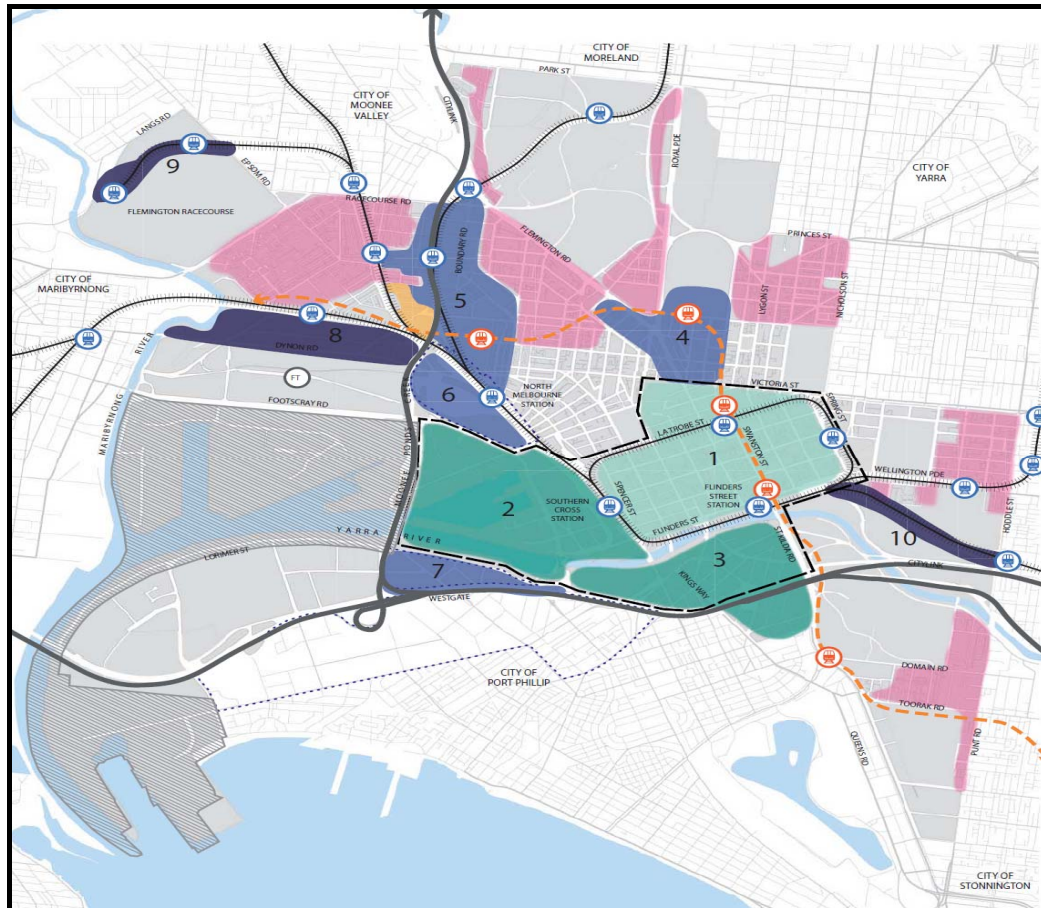 CITY OF
MORELAND
PARK ST
CITY OF
MOONEE
VALLEY
CITYLINK
LANGS RD
ROYAL PDE
9
EPSOM RD
CITY OF
YARRA
RACECOURSE RD
FLEMINGTON RACECOURSE
FLEMINGTON RD
PRINCES ST
BOUNDARY RD
CITY OF
MARIBYRNONG
LYGON ST
NICHOLSON ST
5
8
4
RIVER
DYNON RD
FT
NORTH
MELBOURNE
STATION
VICTORIA ST
6
CREEK
FOOTSCRAY RD
MARIBYRNONG
LATROBE ST
SPRING ST
SWANSTON ST
1
WELLINGTON PDE
PONDS
MOONEE
2
SPENCER ST
SOUTHERN
CROSS
STATION
FLINDERS
STREET
STATION
HODDLE ST
YARRA RIVER
FLINDERS ST
10
LORIMER ST
3
ST KILDA RD
CITYLINK
7
KINGS WAY
WESTGATE
CITY OF
PORT PHILLIP
DOMAIN RD
TOORAK RD
QUEENS RD
PUNT RD
CITY OF
STONNINGTON